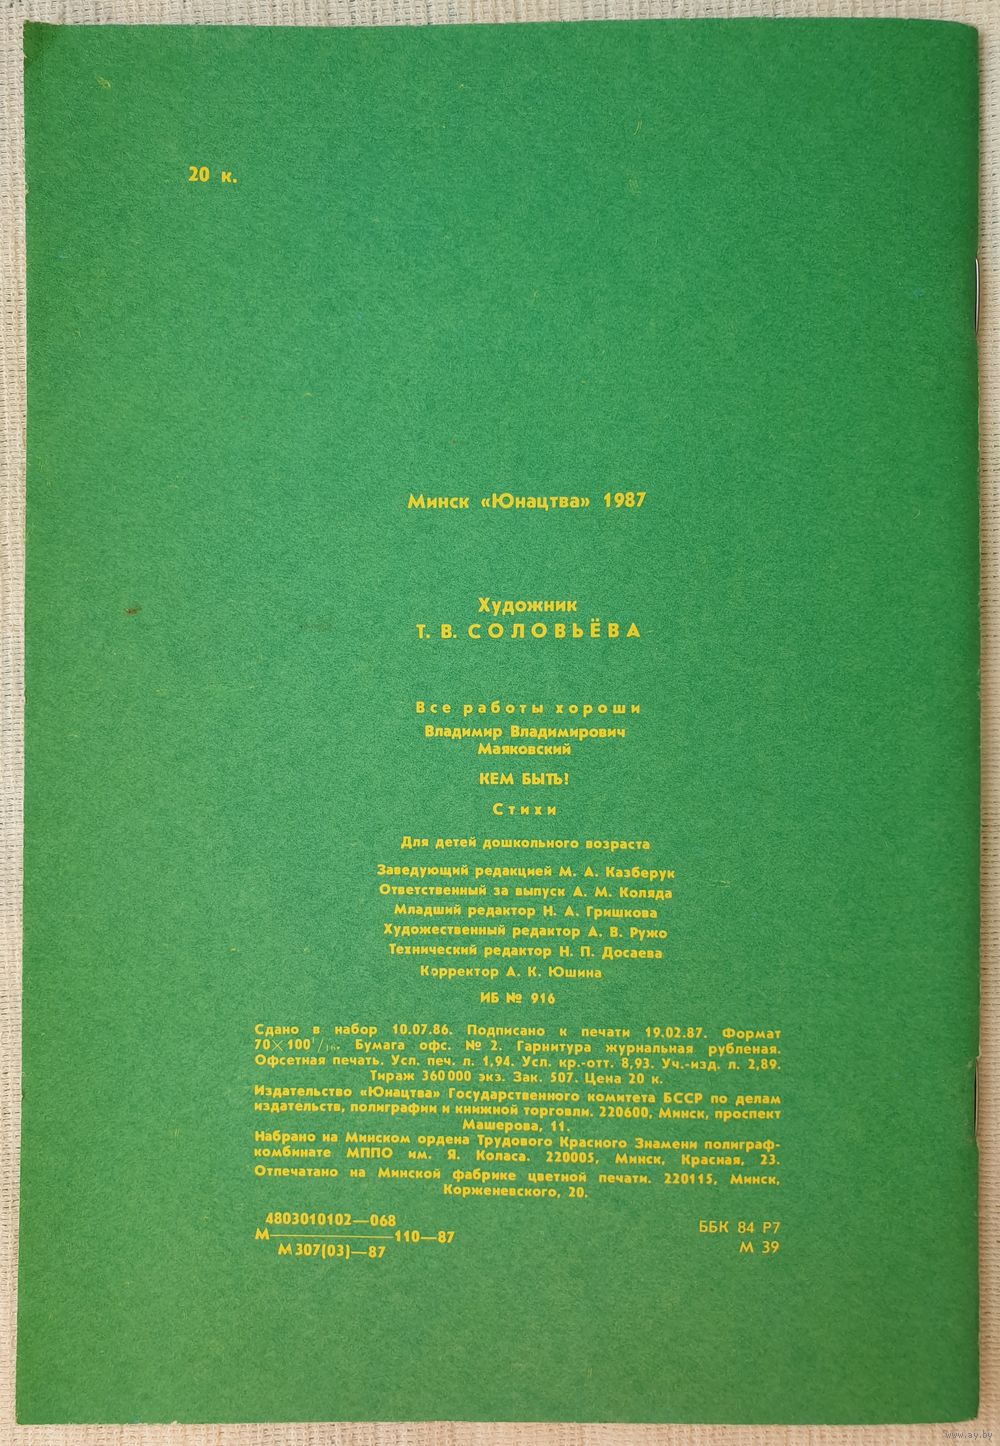 20 к.
Минск «Юнацтва» 1987
Художник
Т. В. СОЛОВЬЁВА
Все работы хороши
Владимир Владимирович
Маяковский
КЕМ БЫТЬ!
Стихи
Для детей дошкольного возраста
Заведующий редакцией М. А. Казберук
Ответственный за выпуск А. М. Коляда
Младший редактор Н. А. Гришкова
Художественный редактор А. В. Ружо
Технический редактор Н. П. Досаева
Корректор А. К. Юшина
ИБ № 916
Сдано в набор 10.07.86. Подписано к печати 19.02.87. Формат
70×100¹/₁₆. Бумага офс. №2. Гарнитура журнальная рубленая.
Офсетная печать. Усл. печ. л. 1,94. Усл. кр.-отт. 8,93. Уч.-изд. л. 2,89.
Тираж 360000 экз. Зак. 507. Цена 20 к.
Издательство «Юнацтва» Государственного комитета БССР по делам
издательств, полиграфии и книжной торговли. 220600, Минск, проспект
Машерова, 11.
Набрано на Минском ордена Трудового Красного Знамени полиграф-
комбинате МППО им. Я. Коласа. 220005, Минск, Красная, 23.
Отпечатано на Минской фабрике цветной печати. 220115, Минск,
Корженевского, 20.
4803010102—068
М————110—87
М307(03)—87
ББК 84 Р7
М 39
www.ay.by